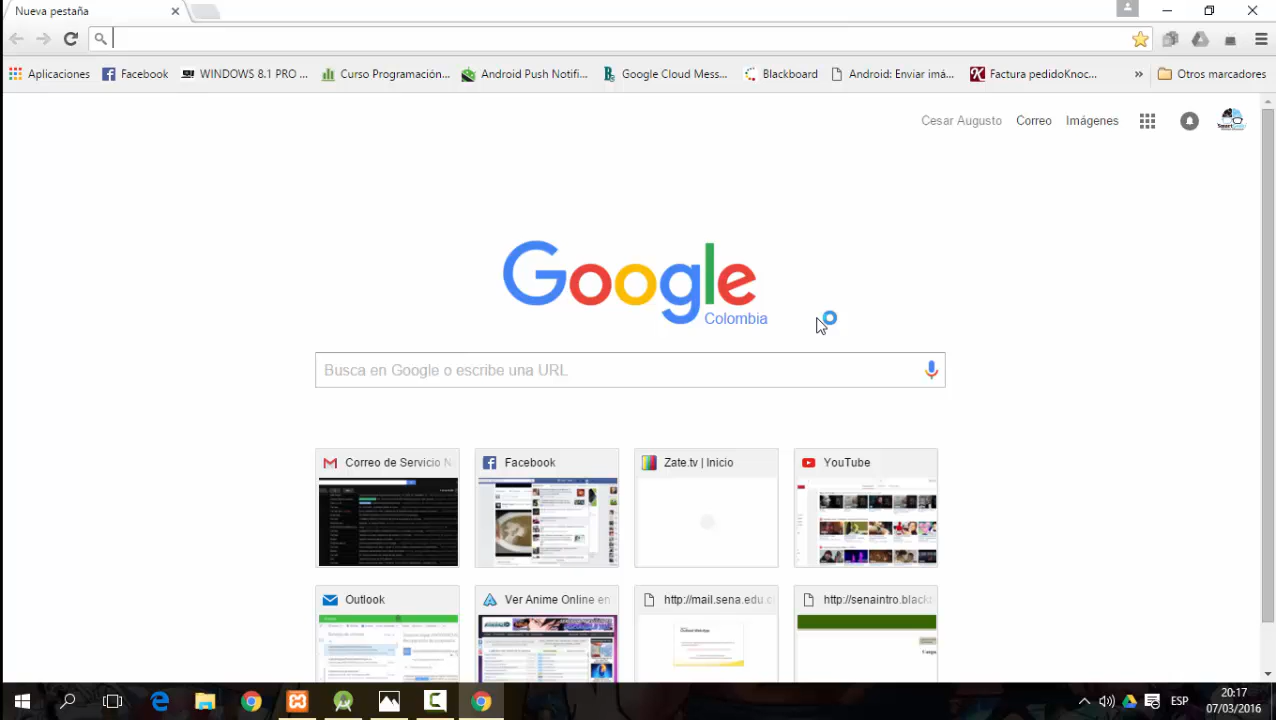 Nueva pestaña
Aplicaciones
Facebook
WINDOWS 8.1 | PRO ...
Curso Programación...
Android Push Notifi...
Google Cloud Mess...
Blackboard
Android: Enviar imá...
Factura pedidoKnoc...
»
Otros marcadores
Cesar Augusto
Correo
Imágenes
Google
Colombia
Busca en Google o escribe una URL
Correo de Servicio N
Facebook
Zate.tv | Inicio
YouTube
Outlook
Ver Anime Online en
http://mail.sena.edu.c
http://senaintro.black
ESP
20:17
07/03/2016